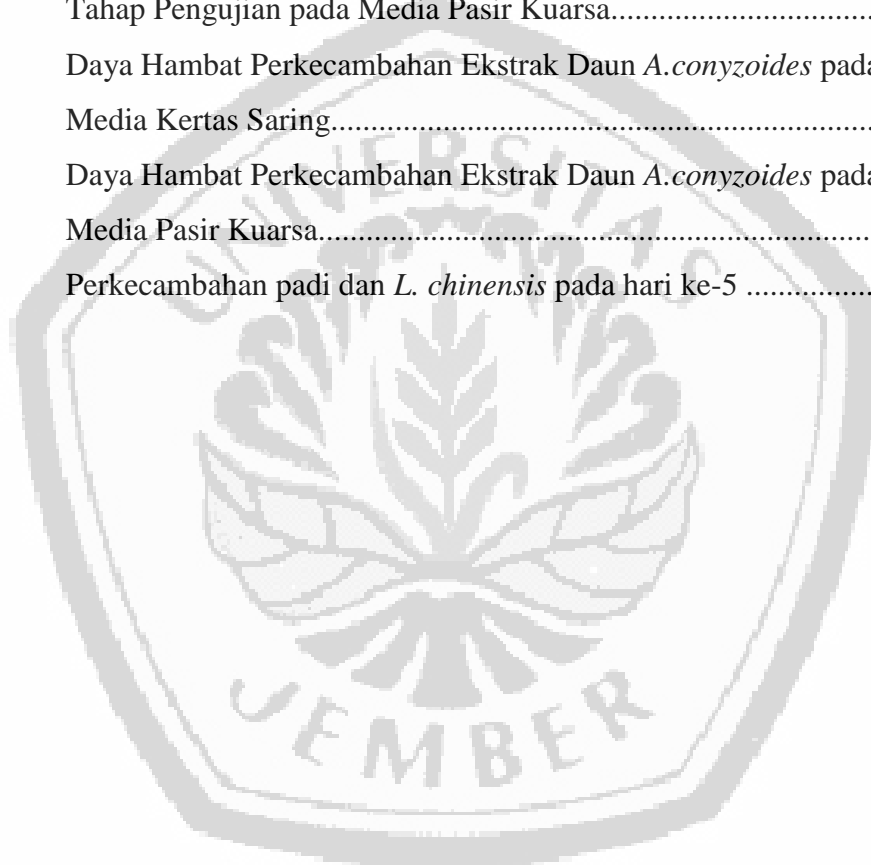 Tahap Pengujian pada Media Pasir Kuarsa...................................
Daya Hambat Perkecambahan Ekstrak Daun A.conyzoides pada
Media Kertas Saring......................................................................
Daya Hambat Perkecambahan Ekstrak Daun A.conyzoides pada
Media Pasir Kuarsa.......................................................................
Perkecambahan padi dan L. chinensis pada hari ke-5 .................
UNIVERSITAS
JEMBER